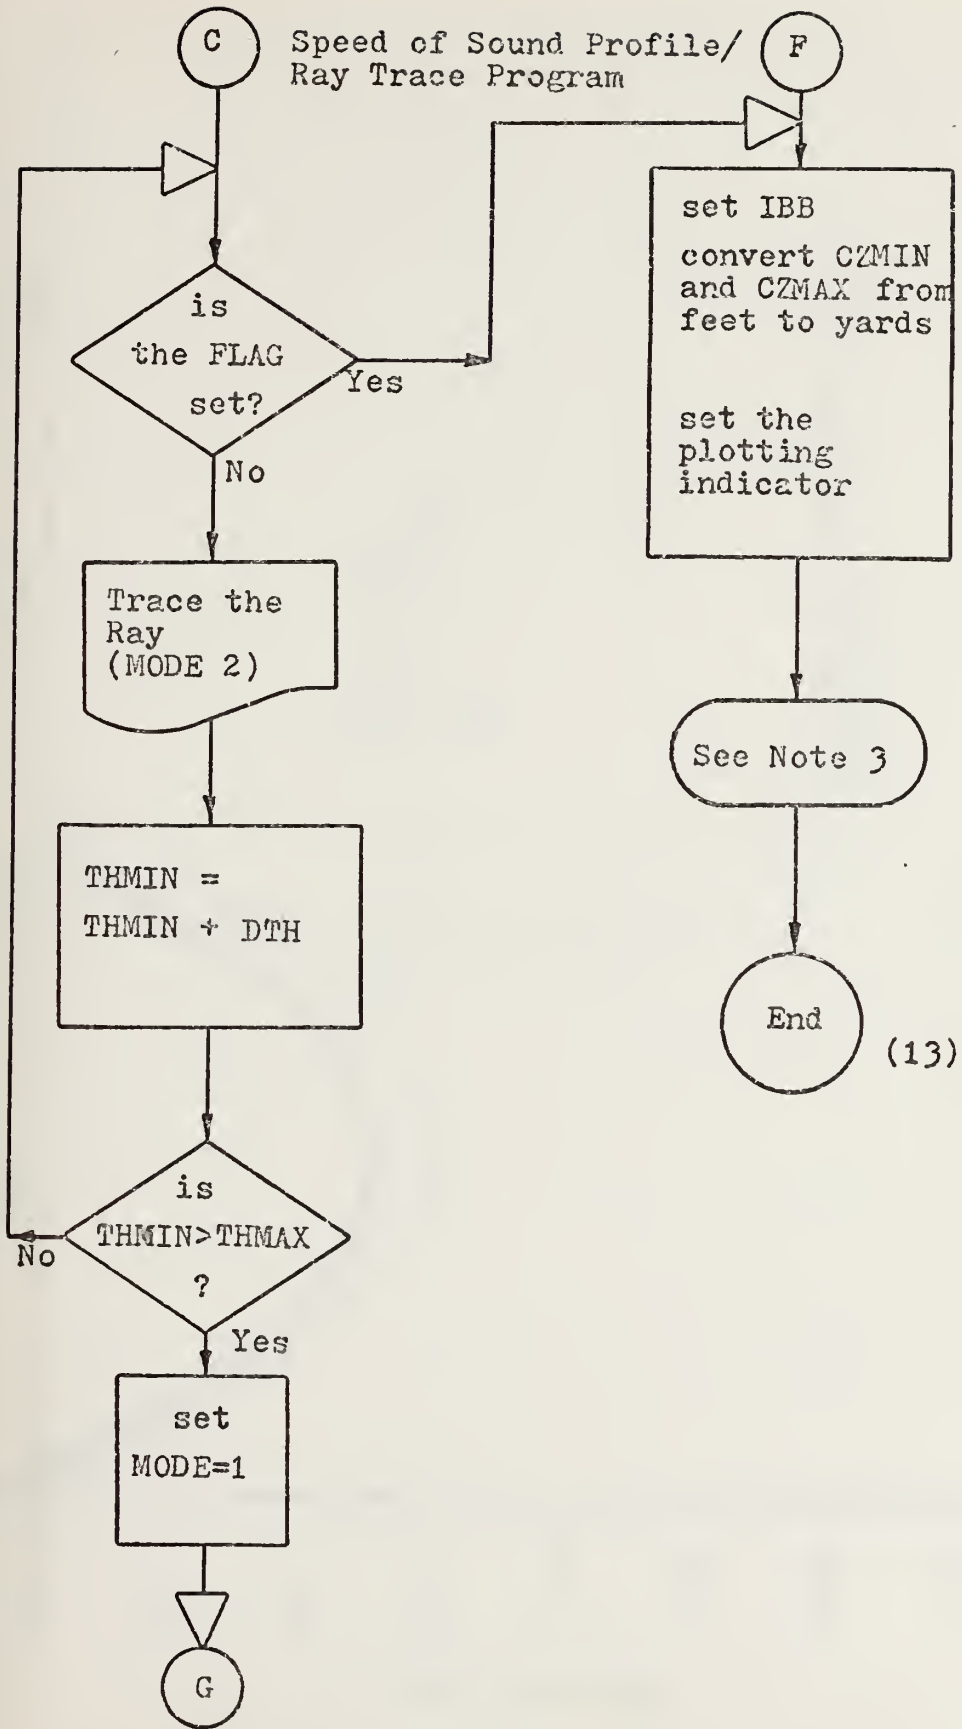 C
Speed of Sound Profile/
Ray Trace Program
F
is
the FLAG
set?
Yes
No
Trace the
Ray
(MODE 2)
THMIN =
THMIN + DTH
is
THMIN>THMAX
?
No
Yes
set
MODE=1
G
set IBB
convert CZMIN
and CZMAX from
feet to yards
set the
plotting
indicator
See Note 3
End
(13)